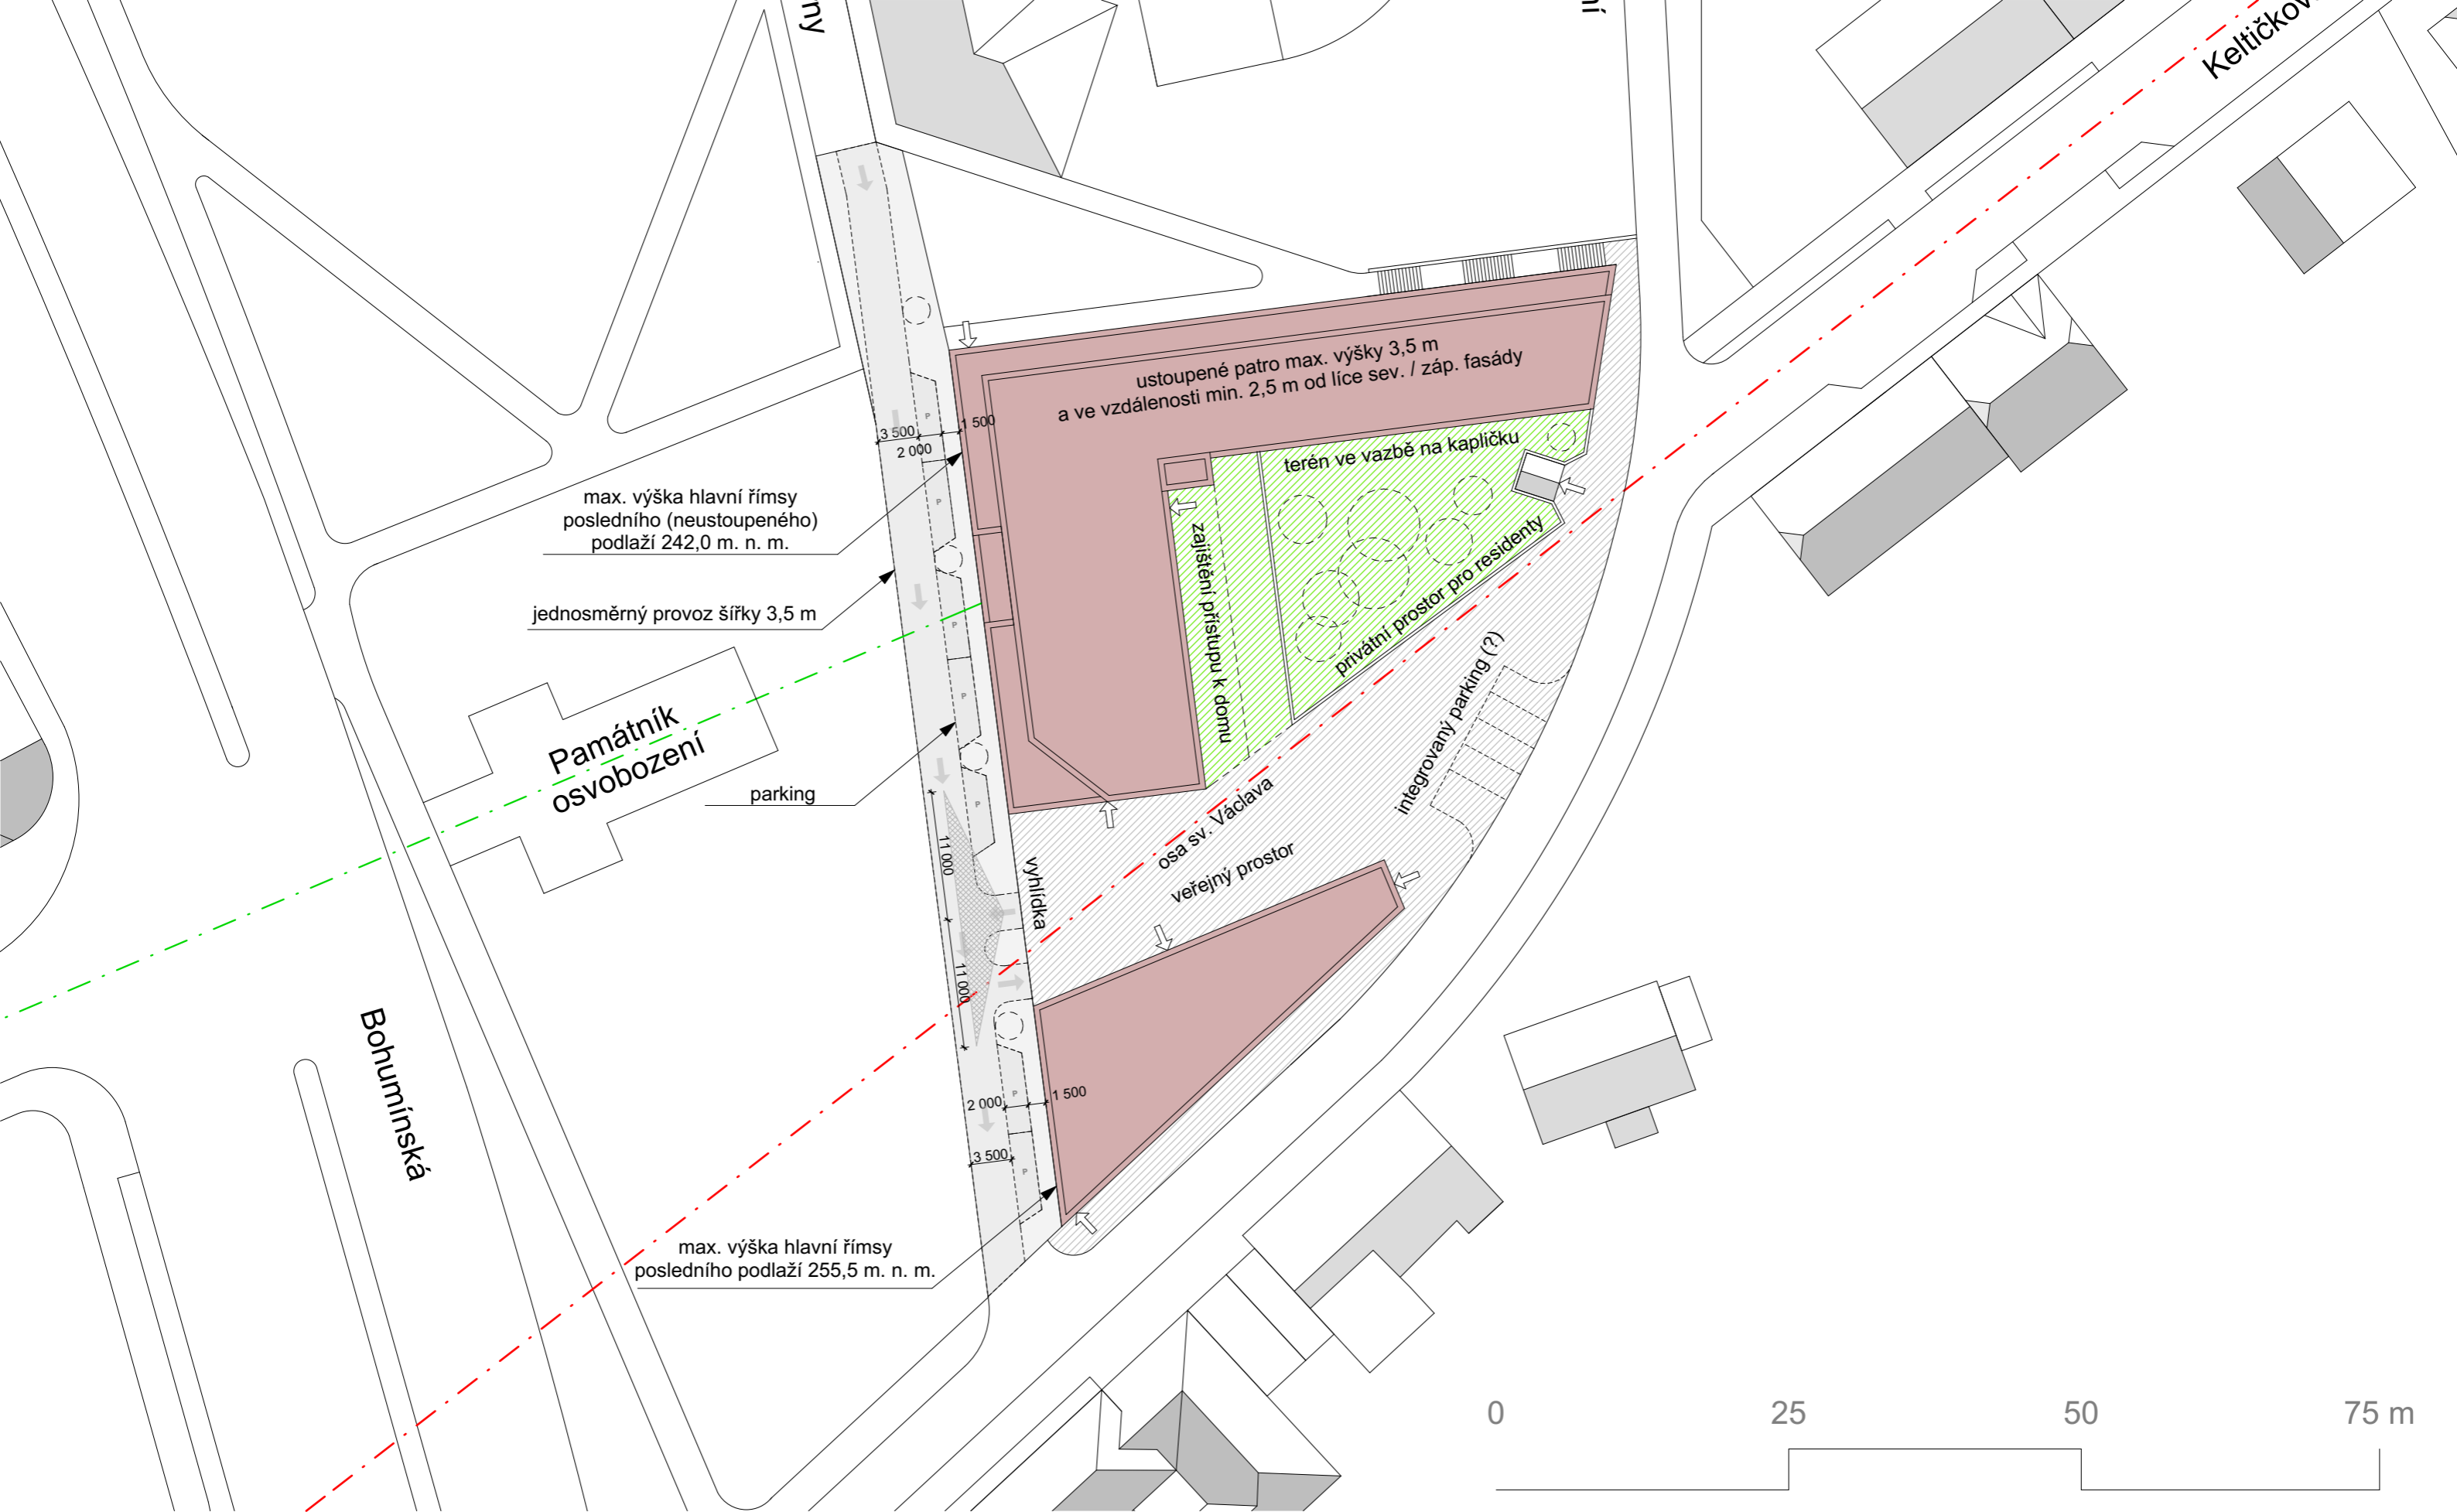 ny
ní
Keltičkov
ustoupené patro max. výšky 3,5 m
a ve vzdálenosti min. 2,5 m od líce sev. / záp. fasády
P
3 500
1 500
2 000
terén ve vazbě na kapličku
max. výška hlavní římsy
posledního (neustoupeného)
podlaží 242,0 m. n. m.
P
zajištění přístupu k domu
privátní prostor pro residenty
jednosměrný provoz šířky 3,5 m
P
integrovaný parking (?)
P
Památník
osvobození
parking
P
osa sv. Václava
11 000
vyhlídka
veřejný prostor
11 000
Bohumínská
2 000
P
1 500
3 500
P
max. výška hlavní římsy
posledního podlaží 255,5 m. n. m.
0 25 50 75 m